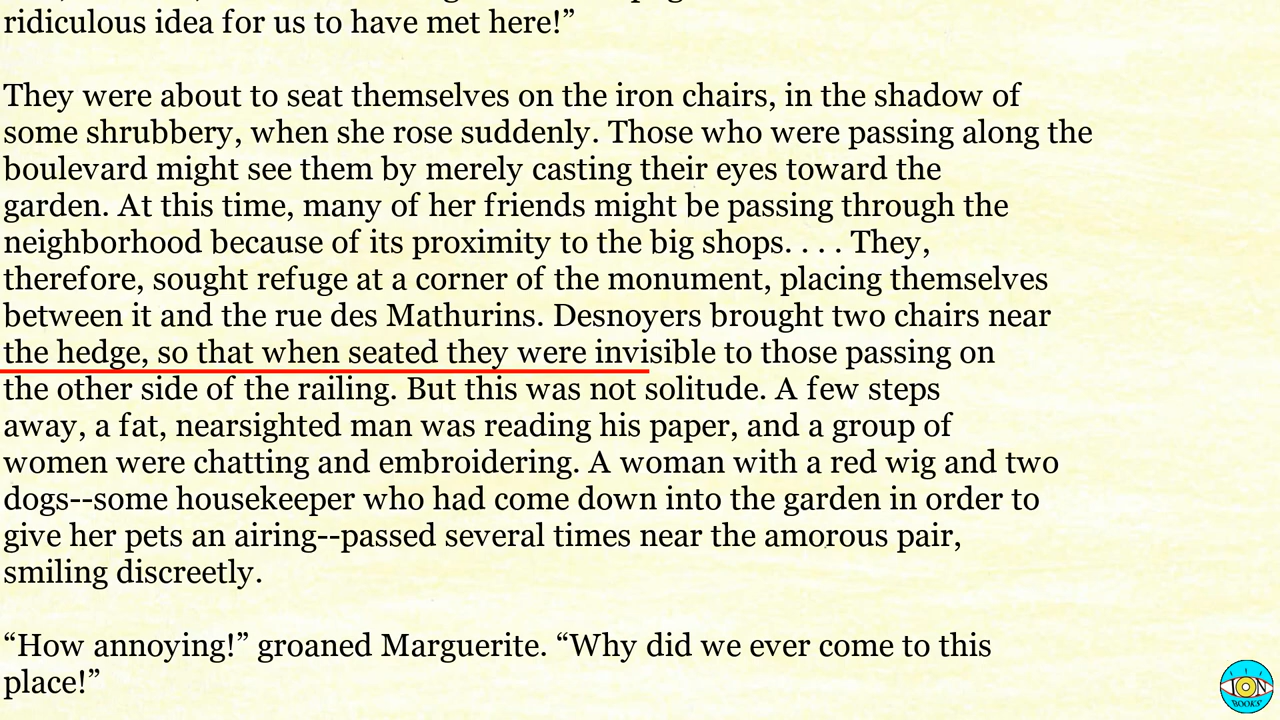 ridiculous idea for us to have met here!”
They were about to seat themselves on the iron chairs, in the shadow of
some shrubbery, when she rose suddenly. Those who were passing along the
boulevard might see them by merely casting their eyes toward the
garden. At this time, many of her friends might be passing through the
neighborhood because of its proximity to the big shops. . . . They,
therefore, sought refuge at a corner of the monument, placing themselves
between it and the rue des Mathurins. Desnoyers brought two chairs near
the hedge, so that when seated they were invisible to those passing on
the other side of the railing. But this was not solitude. A few steps
away, a fat, nearsighted man was reading his paper, and a group of
women were chatting and embroidering. A woman with a red wig and two
dogs--some housekeeper who had come down into the garden in order to
give her pets an airing--passed several times near the amorous pair,
smiling discreetly.
“How annoying!” groaned Marguerite. “Why did we ever come to this
place!”
ION
BOOKS